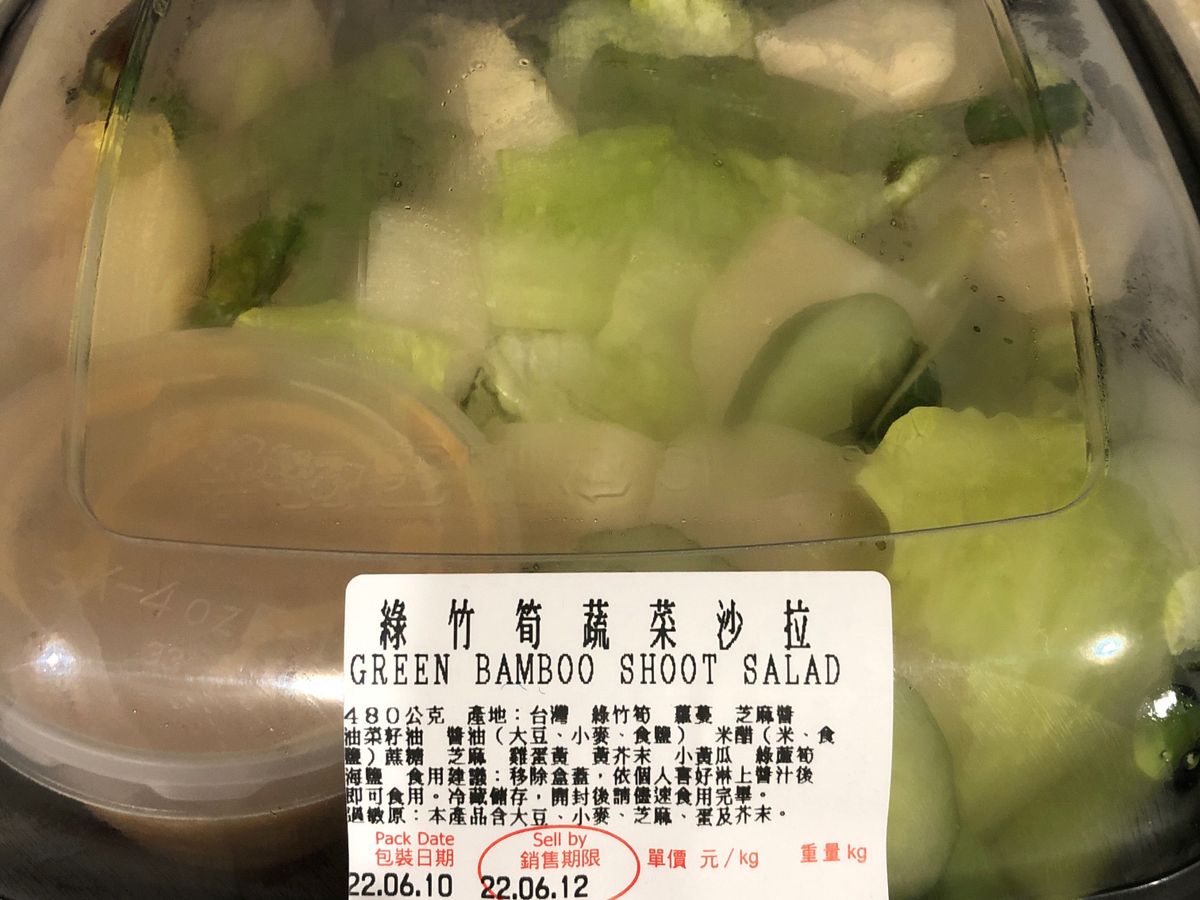 綠竹筍蔬菜沙拉
GREEN BAMBOO SHOOT SALAD
480公克 產地：台灣 綠竹筍 蘿蔓 芝麻醬
油菜籽油 醬油（大豆、小麥、食鹽） 米醋（米、食
鹽）蔗糖 芝麻 雞蛋黃 黃芥末 小黃瓜 綠蘆筍
海鹽 食用建議：移除盒蓋，依個人喜好淋上醬汁後
即可食用。冷藏儲存，開封後請儘速食用完畢。
過敏原：本產品含大豆、小麥、芝麻、蛋及芥末。
Pack Date Sell by
包裝日期 銷售期限 單價 元/kg 重量 kg
22.06.10 22.06.12